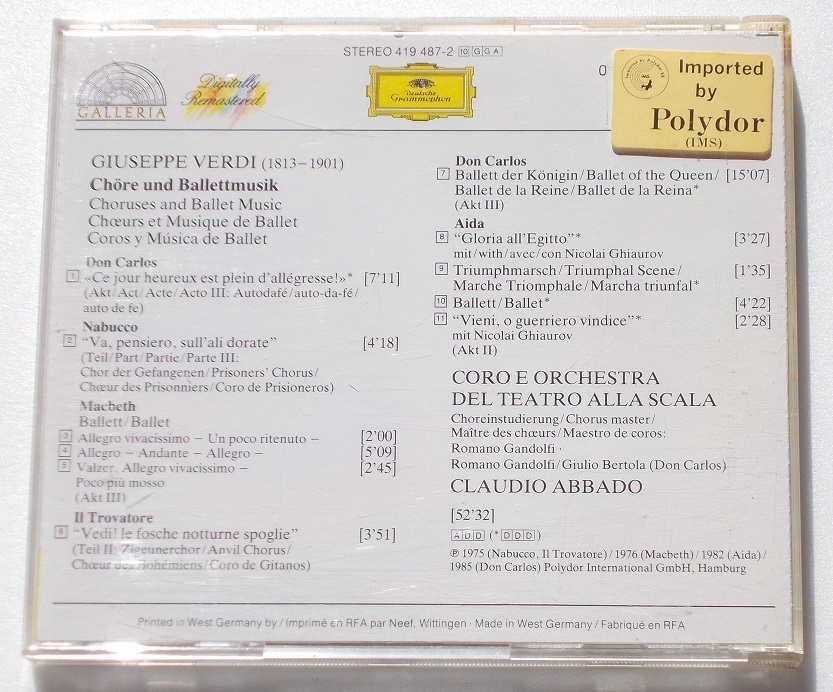 STEREO 419 487-2 10 G G A
GALLERIA
Digitally
Remastered
Deutsche
Grammophon
0
Imported
by
Polydor
(IMS)
GIUSEPPE VERDI (1813–1901)
Chöre und Ballettmusik
Choruses and Ballet Music
Chœurs et Musique de Ballet
Coros y Música de Ballet
Don Carlos
1 «Ce jour heureux est plein d'allégresse!»* [7'11]
(Akt/Act/Acte/Acto III: Autodafé/auto-da-fé/
auto de fe)
Nabucco
2 “Va, pensiero, sull'ali dorate” [4'18]
(Teil/Part/Partie/Parte III:
Chor der Gefangenen/Prisoners' Chorus/
Chœur des Prisonniers/Coro de Prisioneros)
Macbeth
Ballett/Ballet
3 Allegro vivacissimo – Un poco ritenuto – [2'00]
4 Allegro – Andante – Allegro – [5'09]
5 Valzer. Allegro vivacissimo – [2'45]
Poco più mosso
(Akt III)
Il Trovatore
6 “Vedi! le fosche notturne spoglie” [3'51]
(Teil II: Zigeunerchor/Anvil Chorus/
Chœur des Bohémiens/Coro de Gitanos)
Don Carlos
7 Ballett der Königin/Ballet of the Queen/ [15'07]
Ballet de la Reine/Ballet de la Reina*
(Akt III)
Aida
8 “Gloria all'Egitto”* [3'27]
mit/with/avec/con Nicolai Ghiaurov
9 Triumphmarsch/Triumphal Scene/ [1'35]
Marche Triomphale/Marcha triunfal*
10 Ballett/Ballet* [4'22]
11 “Vieni, o guerriero vindice”* [2'28]
mit Nicolai Ghiaurov
(Akt II)
CORO E ORCHESTRA
DEL TEATRO ALLA SCALA
Choreinstudierung/Chorus master/
Maître des chœurs/Maestro de coros:
Romano Gandolfi ·
Romano Gandolfi/Giulio Bertola (Don Carlos)
CLAUDIO ABBADO
[52'32]
A D D (* D D D)
℗ 1975 (Nabucco, Il Trovatore)/1976 (Macbeth)/1982 (Aida)/
1985 (Don Carlos) Polydor International GmbH, Hamburg
Printed in West Germany by/Imprimé en RFA par Neef, Wittingen · Made in West Germany/Fabriqué en RFA